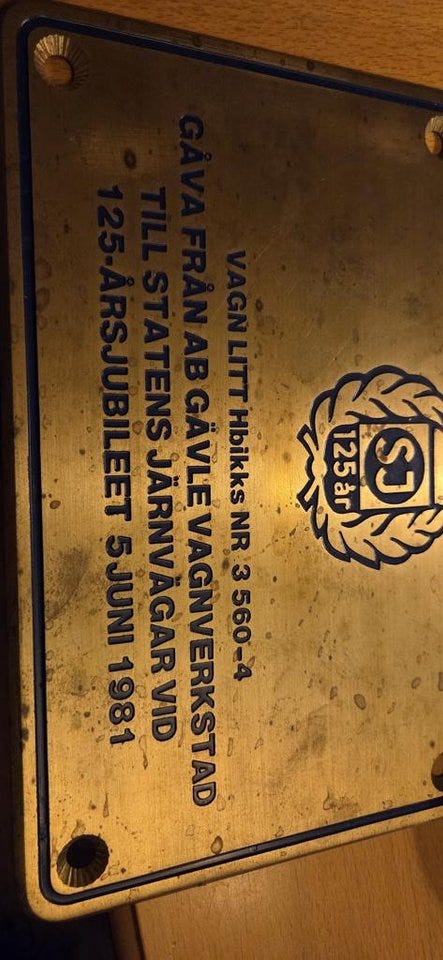 SJ
125 år
VAGN LITT Hbikks NR 3 560-4
GÅVA FRÅN AB GÄVLE VAGNVERKSTAD
TILL STATENS JÄRNVÄGAR VID
125-ÅRSJUBILEET 5 JUNI 1981